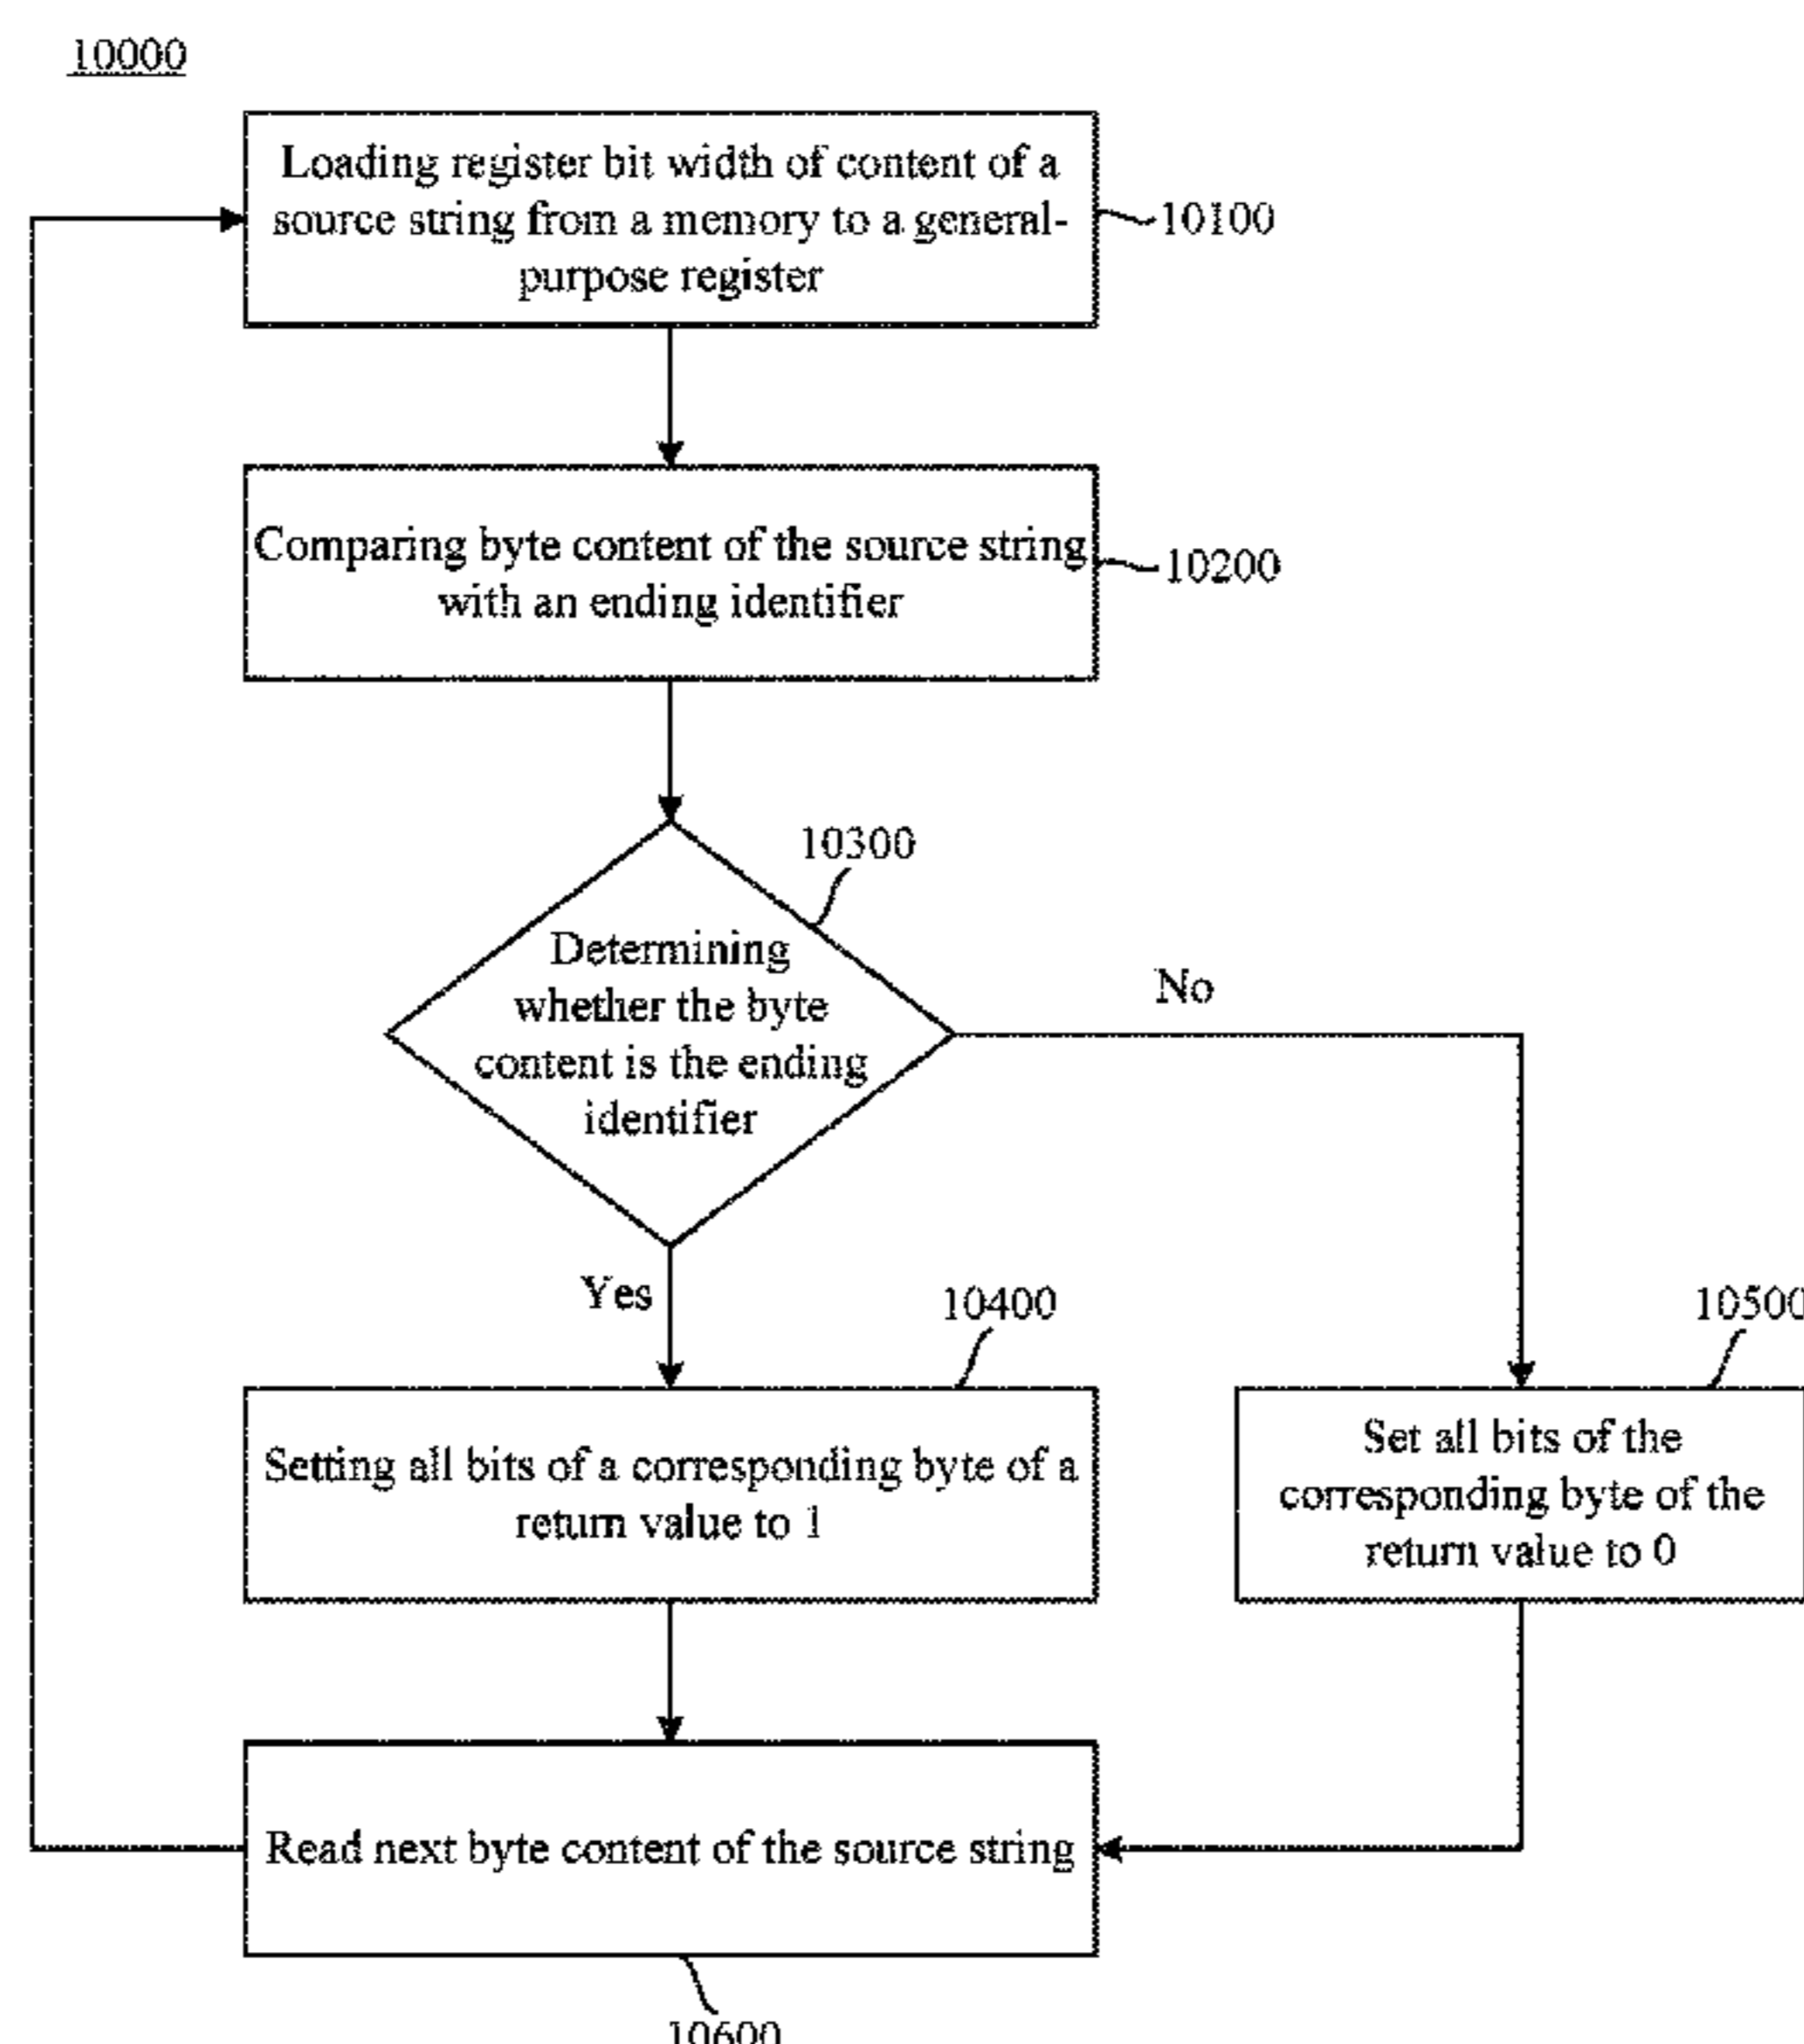 10000
Loading register bit width of content of a
source string from a memory to a general-
purpose register
10100
Comparing byte content of the source string
with an ending identifier
10200
10300
Determining
whether the byte
content is the ending
identifier
No
Yes
10400
10500
Setting all bits of a corresponding byte of a
return value to 1
Set all bits of the
corresponding byte of the
return value to 0
Read next byte content of the source string
10600